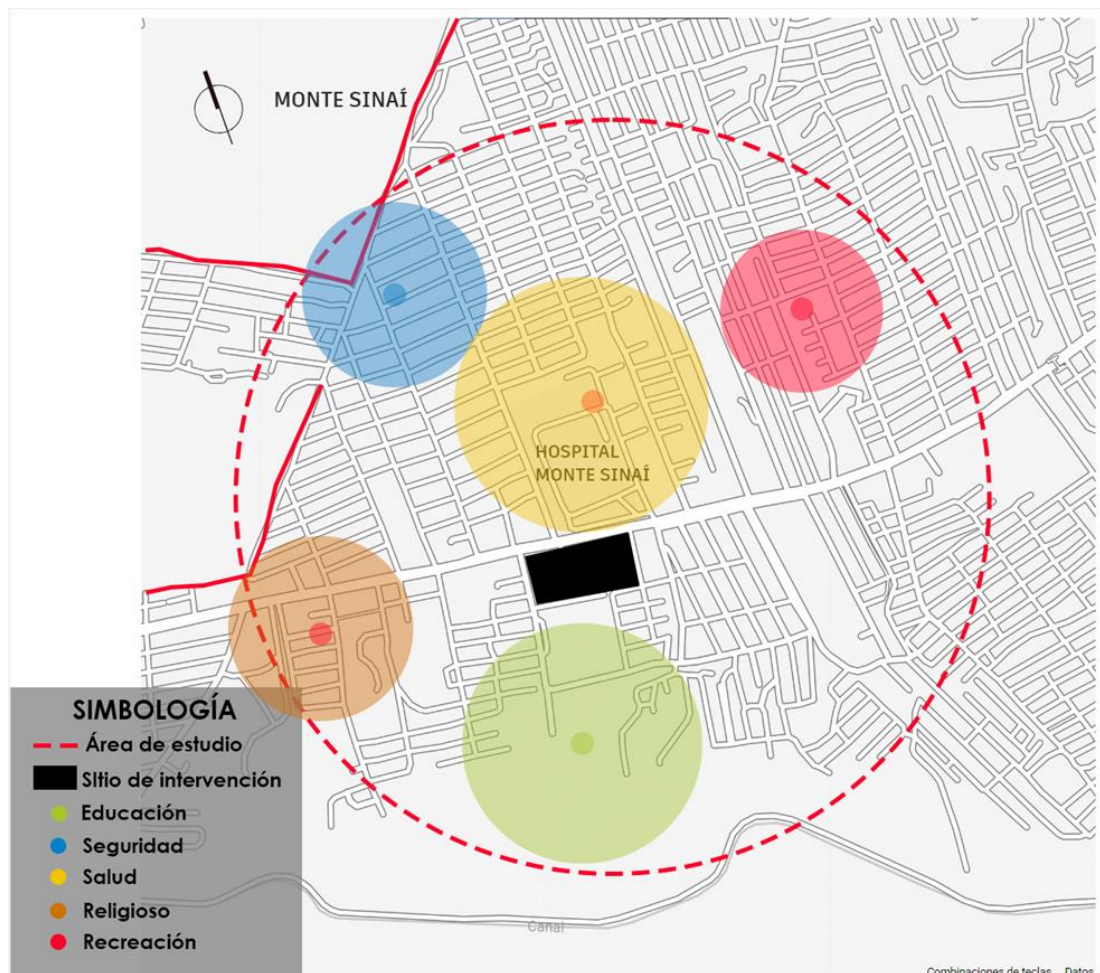 MONTE SINAÍ
HOSPITAL
MONTE SINAÍ
SIMBOLOGÍA
Área de estudio
SItio de intervención
Educación
Seguridad
Salud
Religioso
Recreación
Canal
Combinaciones de teclas Datos